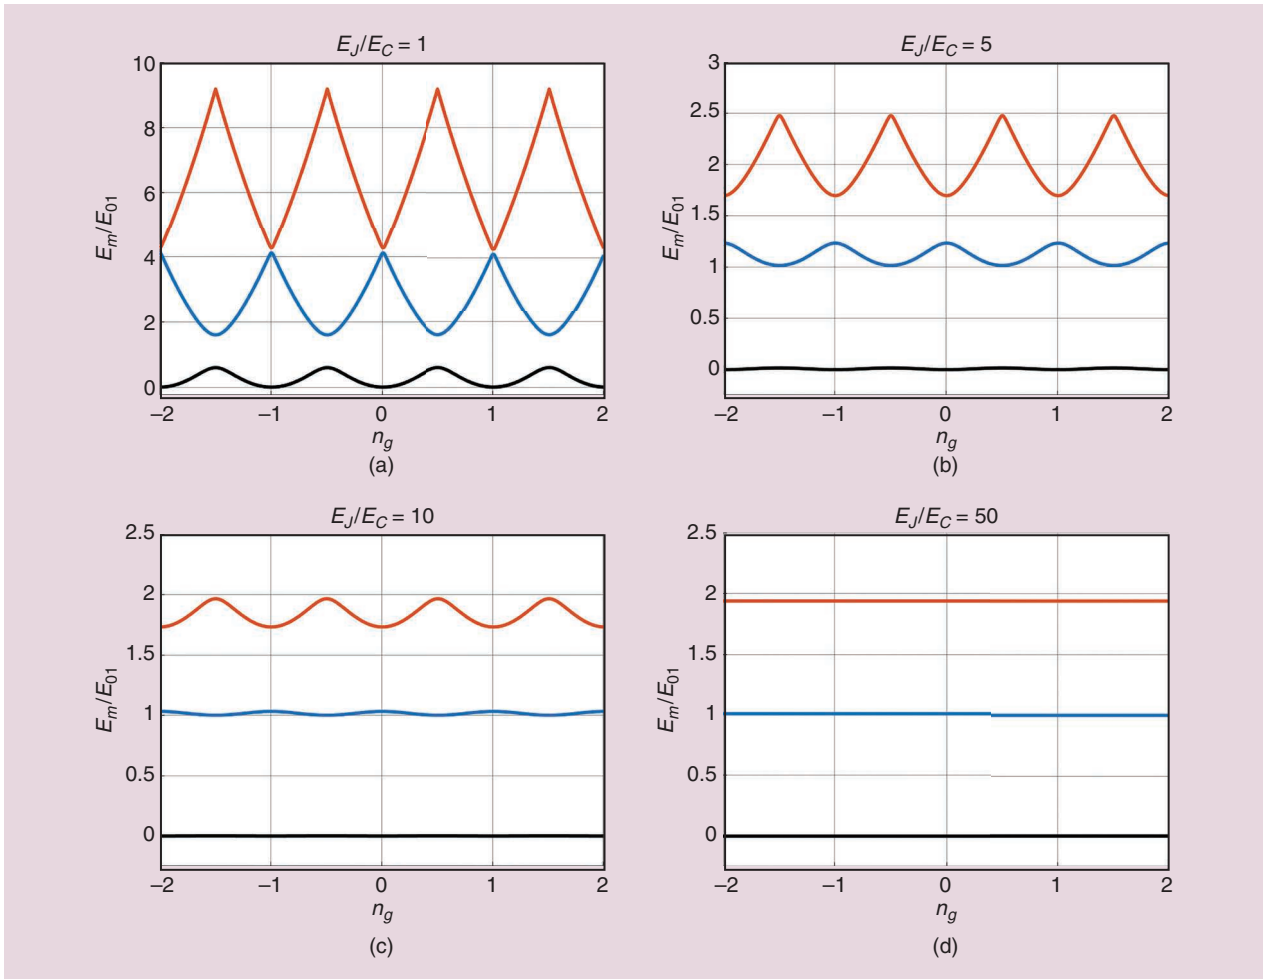 E_J/E_C = 1
10
8
6
4
2
0
E_m/E_01
–2
–1
0
1
2
n_g
(a)
E_J/E_C = 5
3
2.5
2
1.5
1
0.5
0
E_m/E_01
–2
–1
0
1
2
n_g
(b)
E_J/E_C = 10
2.5
2
1.5
1
0.5
0
E_m/E_01
–2
–1
0
1
2
n_g
(c)
E_J/E_C = 50
2.5
2
1.5
1
0.5
0
E_m/E_01
–2
–1
0
1
2
n_g
(d)